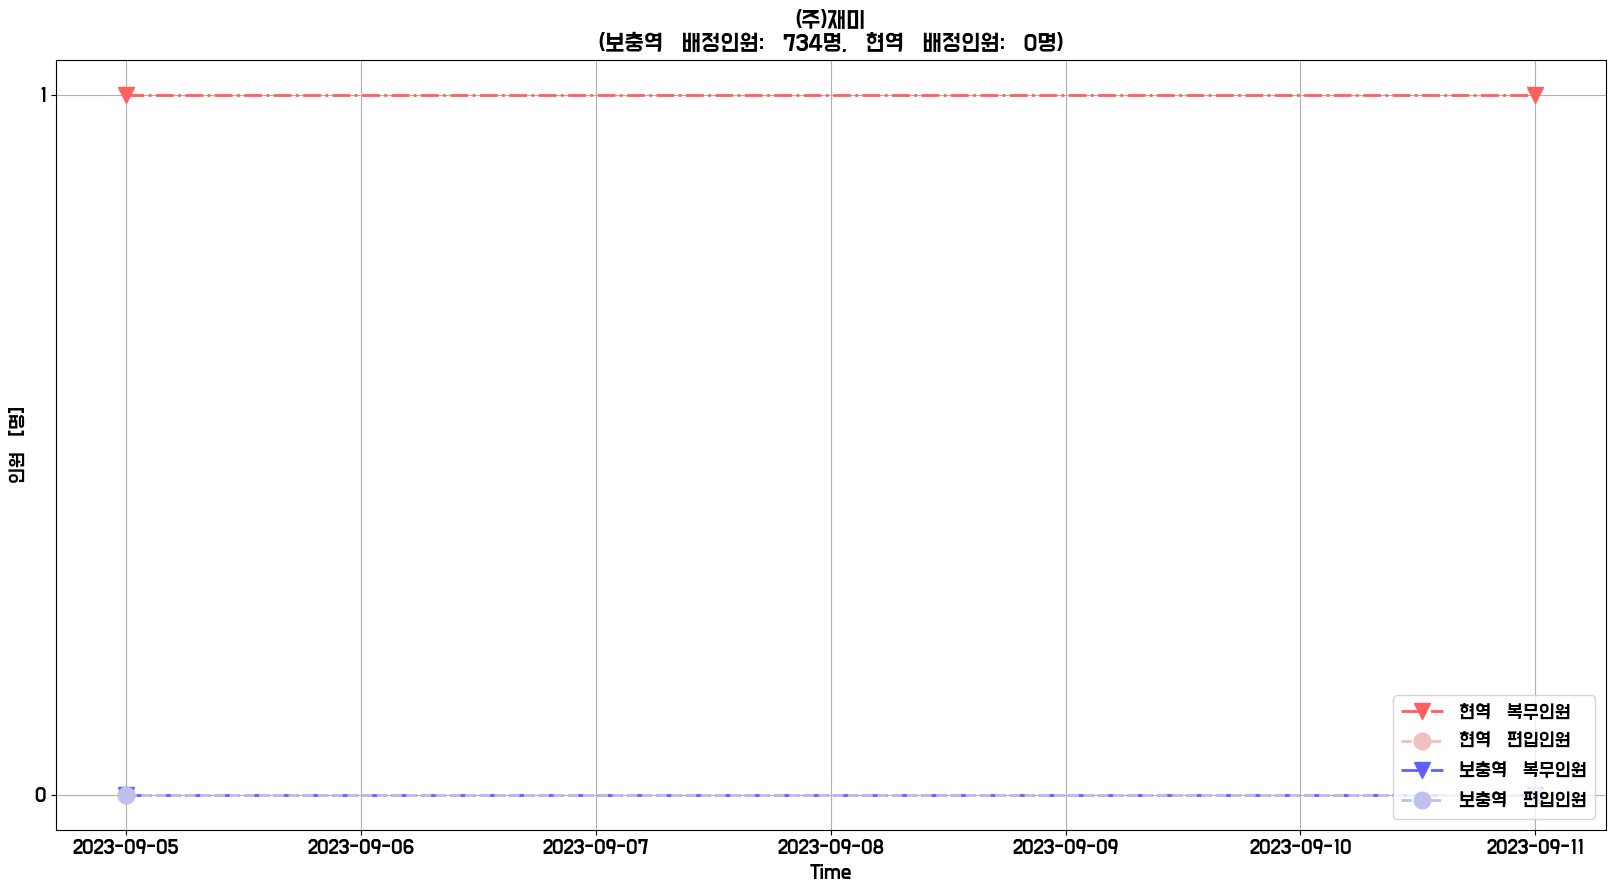 (주)재미
(보충역 배정인원: 734명, 현역 배정인원: 0명)
1
0
인원 [명]
2023-09-05 2023-09-06 2023-09-07 2023-09-08 2023-09-09 2023-09-10 2023-09-11
Time
현역 복무인원
현역 편입인원
보충역 복무인원
보충역 편입인원